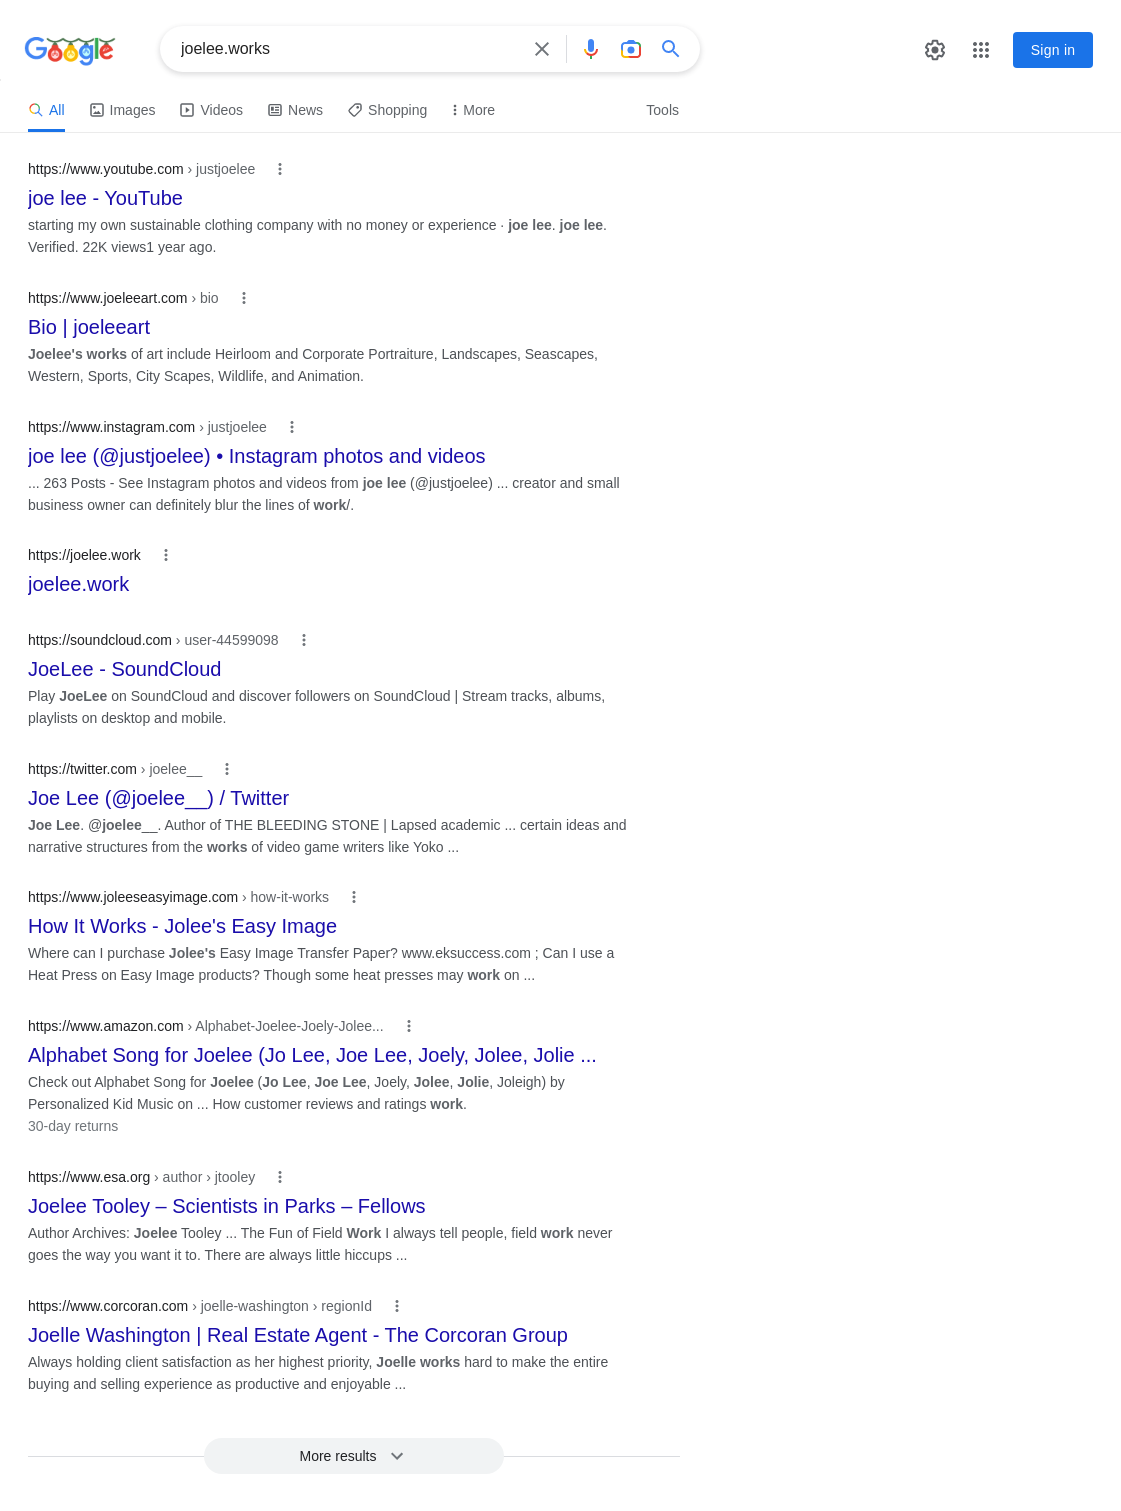 Google
joelee.works
Sign in
All
Images
Videos
News
Shopping
More
Tools
https://www.youtube.com › justjoelee
joe lee - YouTube
starting my own sustainable clothing company with no money or experience · joe lee. joe lee.
Verified. 22K views1 year ago.
https://www.joeleeart.com › bio
Bio | joeleeart
Joelee's works of art include Heirloom and Corporate Portraiture, Landscapes, Seascapes,
Western, Sports, City Scapes, Wildlife, and Animation.
https://www.instagram.com › justjoelee
joe lee (@justjoelee) • Instagram photos and videos
... 263 Posts - See Instagram photos and videos from joe lee (@justjoelee) ... creator and small
business owner can definitely blur the lines of work/.
https://joelee.work
joelee.work
https://soundcloud.com › user-44599098
JoeLee - SoundCloud
Play JoeLee on SoundCloud and discover followers on SoundCloud | Stream tracks, albums,
playlists on desktop and mobile.
https://twitter.com › joelee__
Joe Lee (@joelee__) / Twitter
Joe Lee. @joelee__. Author of THE BLEEDING STONE | Lapsed academic ... certain ideas and
narrative structures from the works of video game writers like Yoko ...
https://www.joleeseasyimage.com › how-it-works
How It Works - Jolee's Easy Image
Where can I purchase Jolee's Easy Image Transfer Paper? www.eksuccess.com ; Can I use a
Heat Press on Easy Image products? Though some heat presses may work on ...
https://www.amazon.com › Alphabet-Joelee-Joely-Jolee...
Alphabet Song for Joelee (Jo Lee, Joe Lee, Joely, Jolee, Jolie ...
Check out Alphabet Song for Joelee (Jo Lee, Joe Lee, Joely, Jolee, Jolie, Joleigh) by
Personalized Kid Music on ... How customer reviews and ratings work.
30-day returns
https://www.esa.org › author › jtooley
Joelee Tooley – Scientists in Parks – Fellows
Author Archives: Joelee Tooley ... The Fun of Field Work I always tell people, field work never
goes the way you want it to. There are always little hiccups ...
https://www.corcoran.com › joelle-washington › regionId
Joelle Washington | Real Estate Agent - The Corcoran Group
Always holding client satisfaction as her highest priority, Joelle works hard to make the entire
buying and selling experience as productive and enjoyable ...
More results